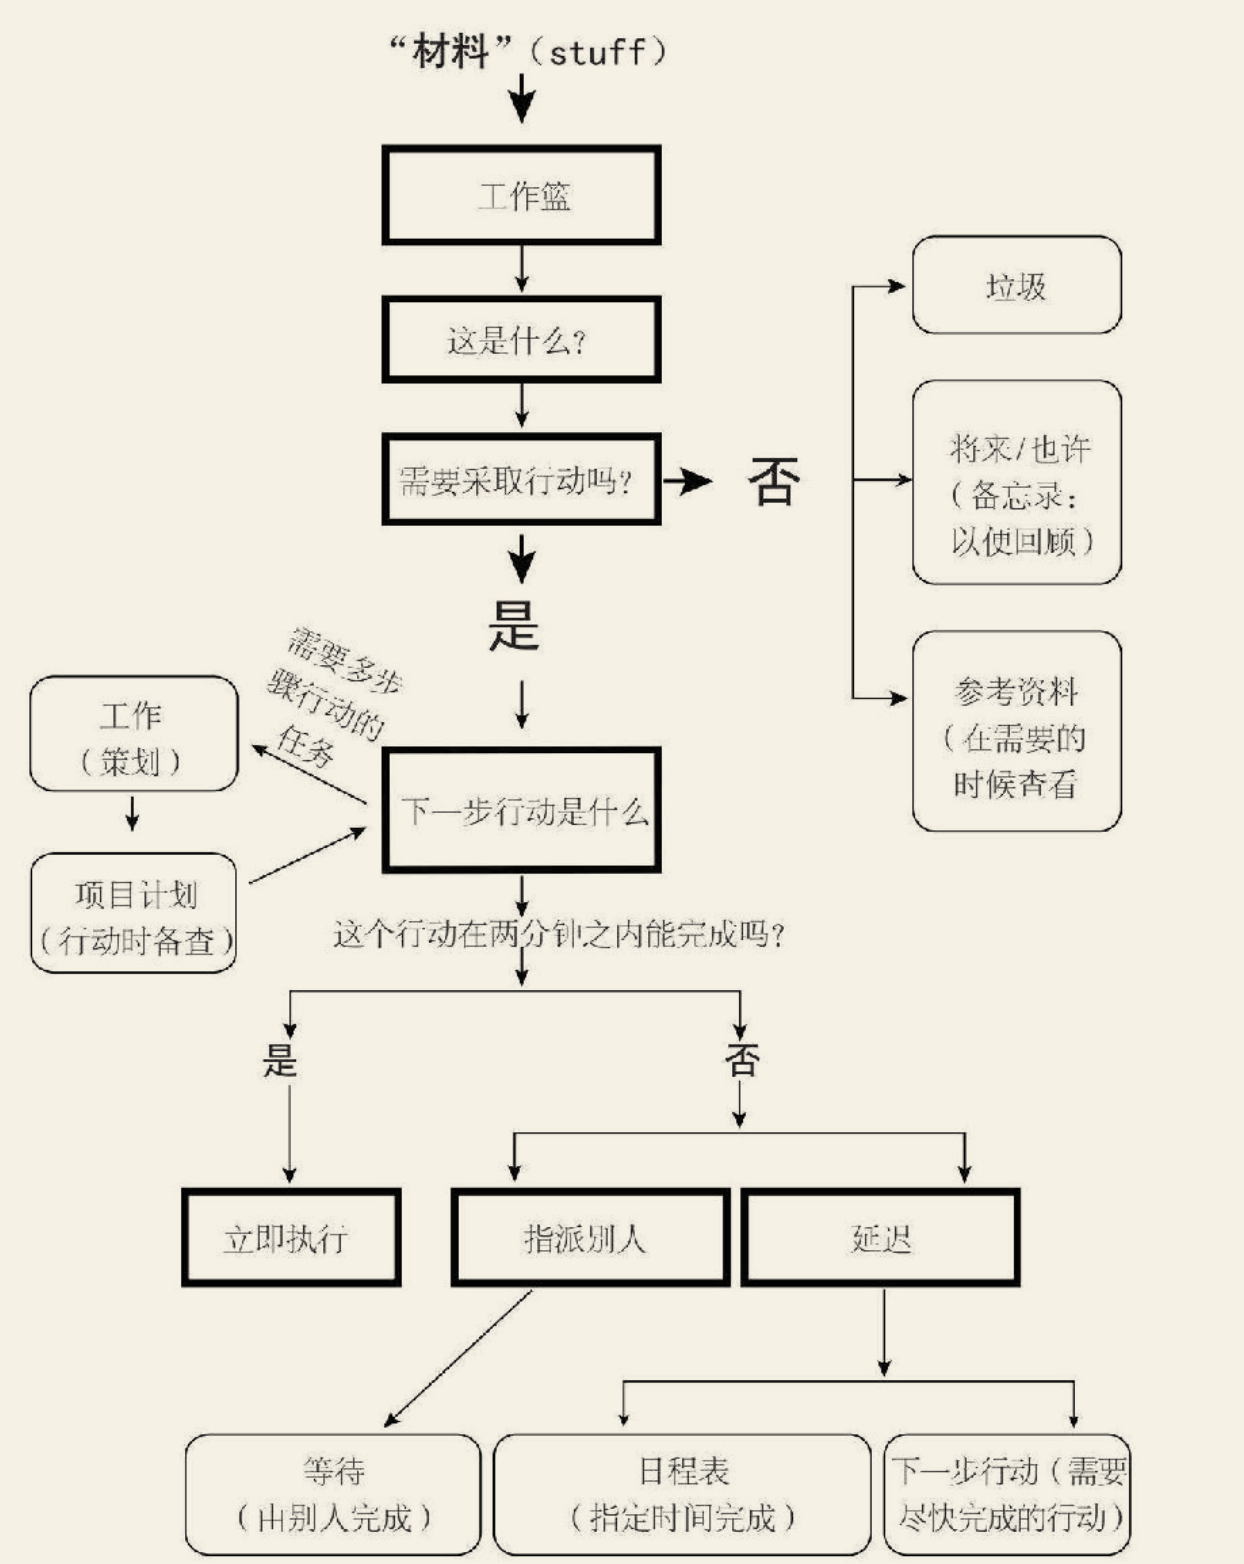 “材料”（stuff）
工作篮
这是什么？
需要采取行动吗？
否
垃圾
将来/也许
（备忘录：
以便回顾）
参考资料
（在需要的
时候查看
是
需要多步
骤行动的
任务
工作
（策划）
项目计划
（行动时备查）
下一步行动是什么
这个行动在两分钟之内能完成吗？
是
否
立即执行
指派别人
延迟
等待
（由别人完成）
日程表
（指定时间完成）
下一步行动（需要
尽快完成的行动）